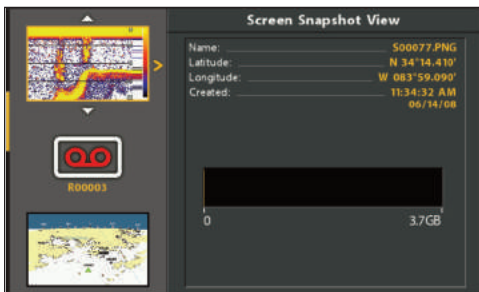 Screen Snapshot View
Name: S00077.PNG
Latitude: N 34°14.410'
Longitude: W 083°59.090'
Created: 11:34:32 AM
06/14/08
R00003
0 3.7GB